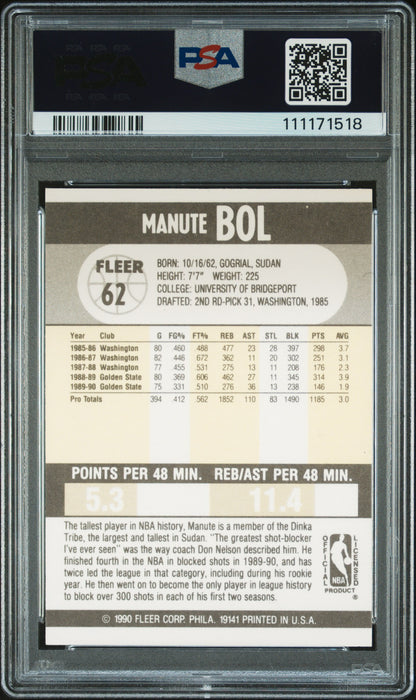 PSA PSA PSA
PSA
PSA PSA PSA
PSA
111171518
MANUTE BOL
FLEER
62
BORN: 10/16/62, GOGRIAL, SUDAN
HEIGHT: 7'7" WEIGHT: 225
COLLEGE: UNIVERSITY OF BRIDGEPORT
DRAFTED: 2ND RD-PICK 31, WASHINGTON, 1985
Year Club G FG% FT% REB AST STL BLK PTS AVG
1985-86 Washington 80 460 488 477 23 28 397 298 3.7
1986-87 Washington 82 446 672 362 11 20 302 251 3.1
1987-88 Washington 77 455 531 275 13 11 208 176 2.3
1988-89 Golden State 80 369 606 462 27 11 345 314 3.9
1989-90 Golden State 75 331 510 276 36 13 238 146 1.9
Pro Totals 394 412 562 1852 110 83 1490 1185 3.0
POINTS PER 48 MIN. REB/AST PER 48 MIN.
5.3 11.4
The tallest player in NBA history, Manute is a member of the Dinka
Tribe, the largest and tallest in Sudan. "The greatest shot-blocker
I've ever seen" was the way coach Don Nelson described him. He
finished fourth in the NBA in blocked shots in 1989-90, and has
twice led the league in that category, including during his rookie
year. He then went on to become the only player in league history
to block over 300 shots in each of his first two seasons.
OFFICIAL LICENSED
NBA
PRODUCT ®
© 1990 FLEER CORP. PHILA. 19141 PRINTED IN U.S.A.